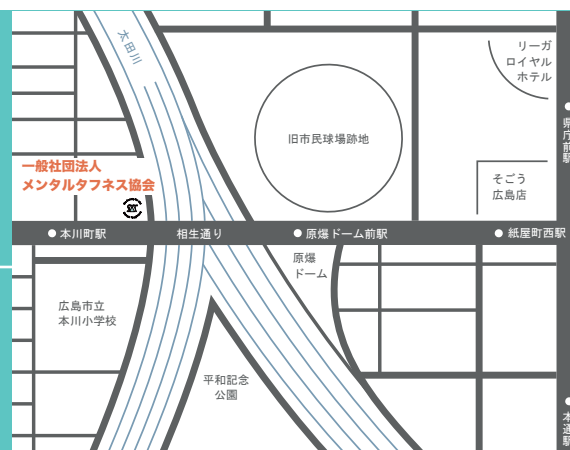 太田川
リーガ
ロイヤル
ホテル
県庁前駅
旧市民球場跡地
一般社団法人
メンタルタフネス協会
そごう
広島店
本川町駅
相生通り
原爆ドーム前駅
紙屋町西駅
原爆
ドーム
広島市立
本川小学校
平和記念
公園
本通駅